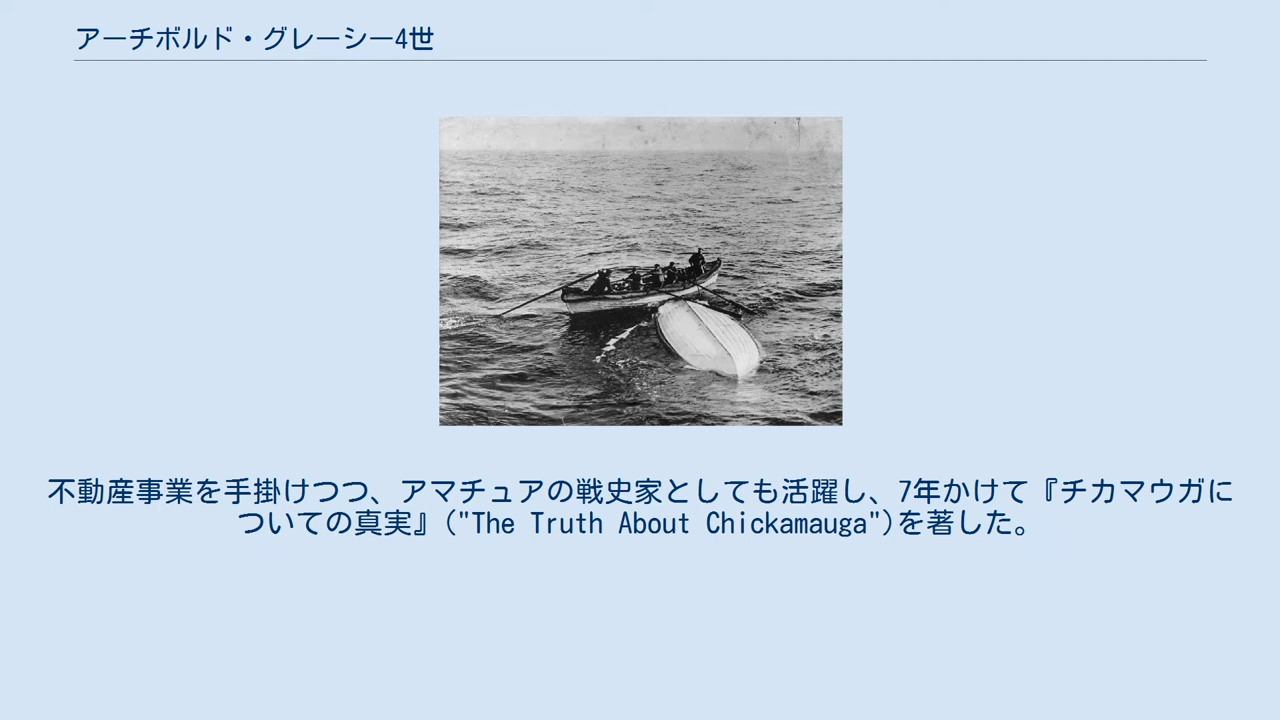 アーチボルド・グレーシー4世
不動産事業を手掛けつつ、アマチュアの戦史家としても活躍し、7年かけて『チカマウガに
ついての真実』("The Truth About Chickamauga")を著した。